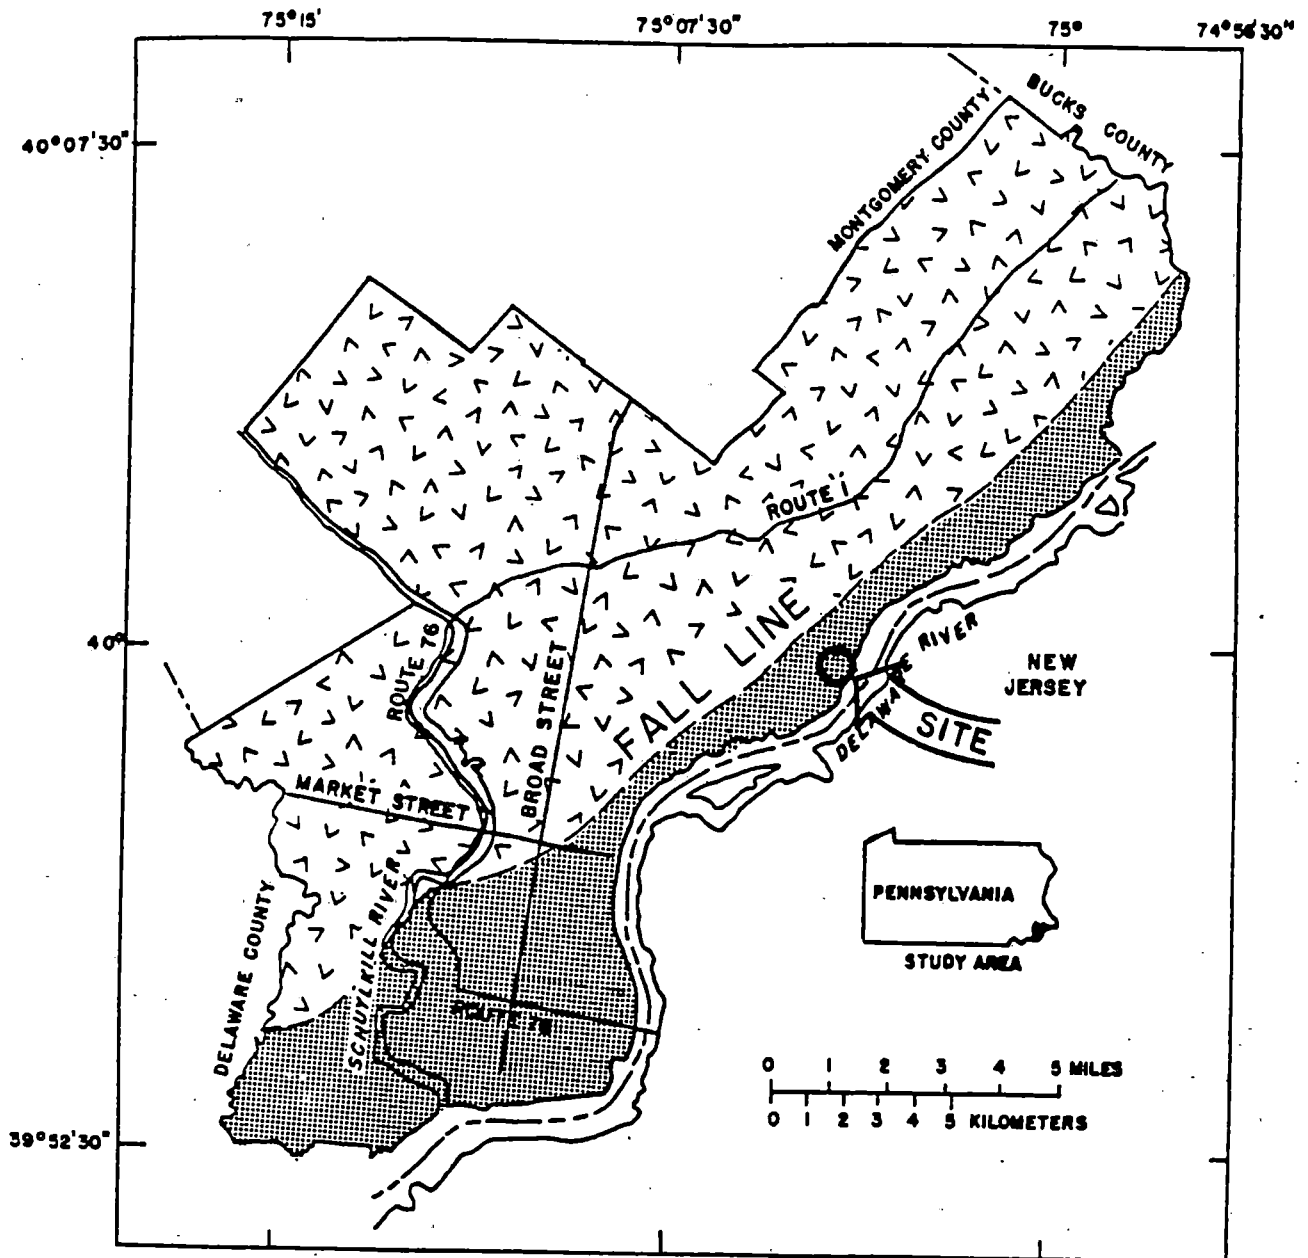 75°15'
75°07'30"
75°
74°56'30"
BUCKS COUNTY
MONTGOMERY COUNTY
40°07'30"
ROUTE 1
FALL LINE
40°
ROUTE 76
BROAD STREET
DELAWARE RIVER
NEW
JERSEY
SITE
MARKET STREET
PENNSYLVANIA
STUDY AREA
DELAWARE COUNTY
SCHUYLKILL RIVER
ROUTE 76
0 1 2 3 4 5 MILES
0 1 2 3 4 5 KILOMETERS
39°52'30"